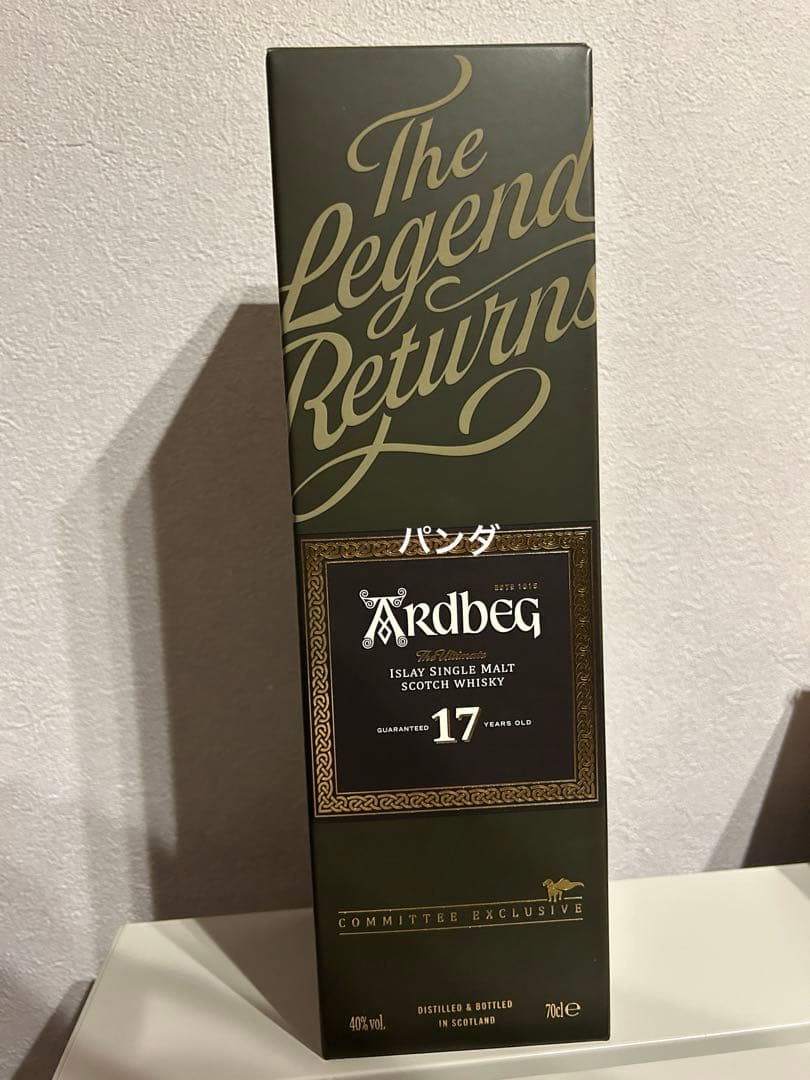 The
Legend
Returns
パンダ
ESTD 1815
ARdbeG
The Ultimate
ISLAY SINGLE MALT
SCOTCH WHISKY
GUARANTEED 17 YEARS OLD
COMMITTEE EXCLUSIVE
40% vol.
DISTILLED & BOTTLED
IN SCOTLAND
70cl e